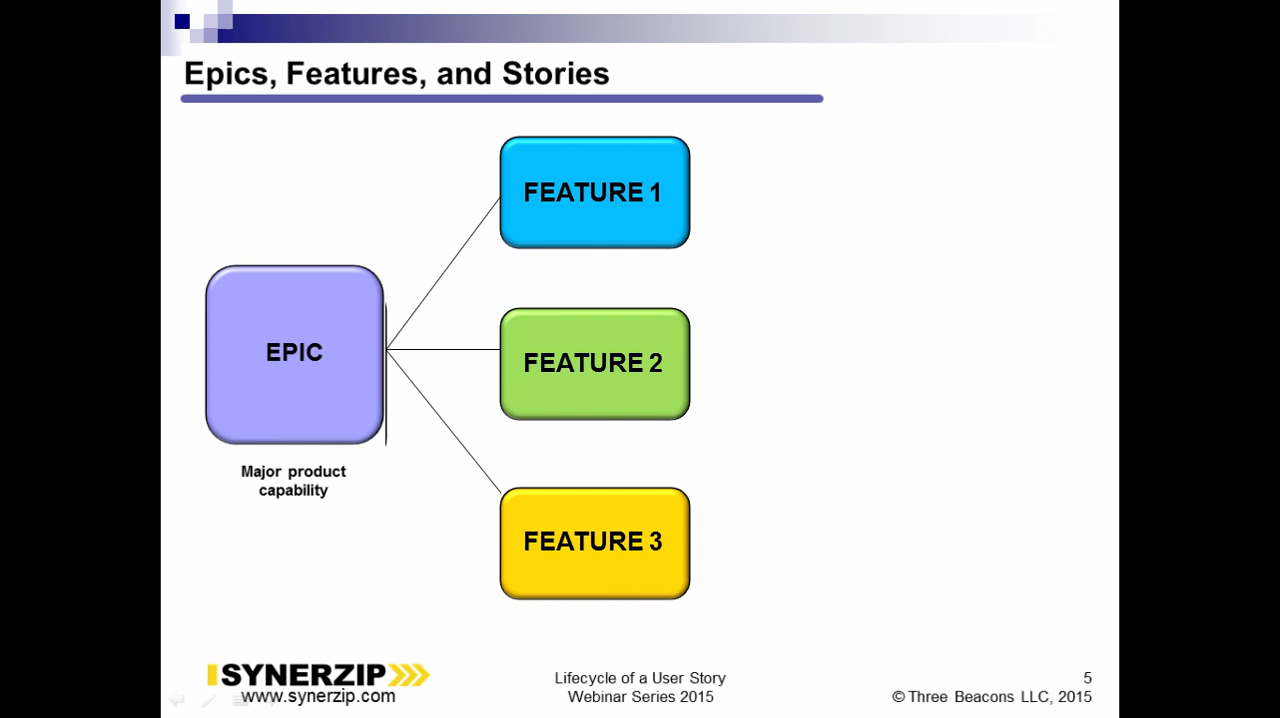 Epics, Features, and Stories
FEATURE 1
EPIC
FEATURE 2
Major product
capability
FEATURE 3
SYNERZIP
www.synerzip.com
Lifecycle of a User Story
Webinar Series 2015
5
© Three Beacons LLC, 2015